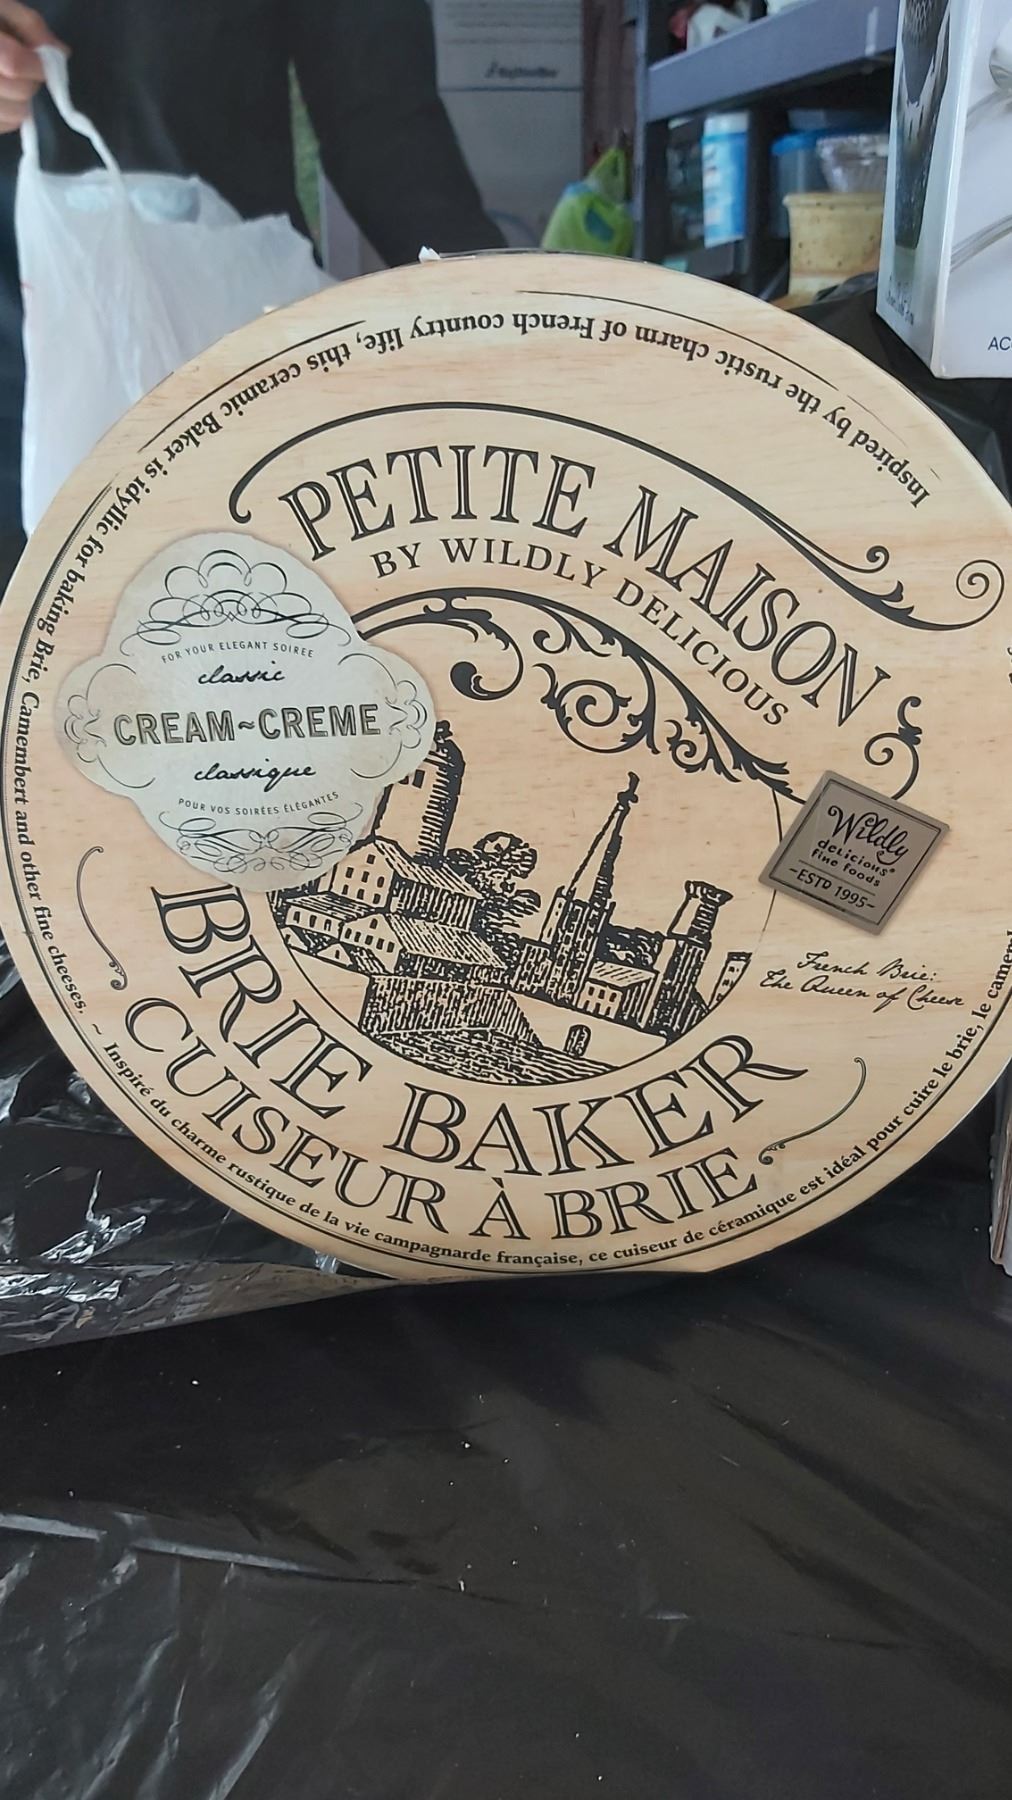 Inspired by the rustic charm of French country life, this ceramic Baker is idyllic for baking Brie, Camembert and other fine cheeses. ~
PETITE MAISON
BY WILDLY DELICIOUS
FOR YOUR ELEGANT SOIREE
classic
CREAM~CREME
classique
POUR VOS SOIRÉES ÉLÉGANTES
Wildly
delicious®
fine foods
-ESTD 1995-
French Brie:
The Queen of Cheese
BRIE BAKER
CUISEUR À BRIE
Inspiré du charme rustique de la vie campagnarde française, ce cuiseur de céramique est idéal pour cuire le brie, le
AC